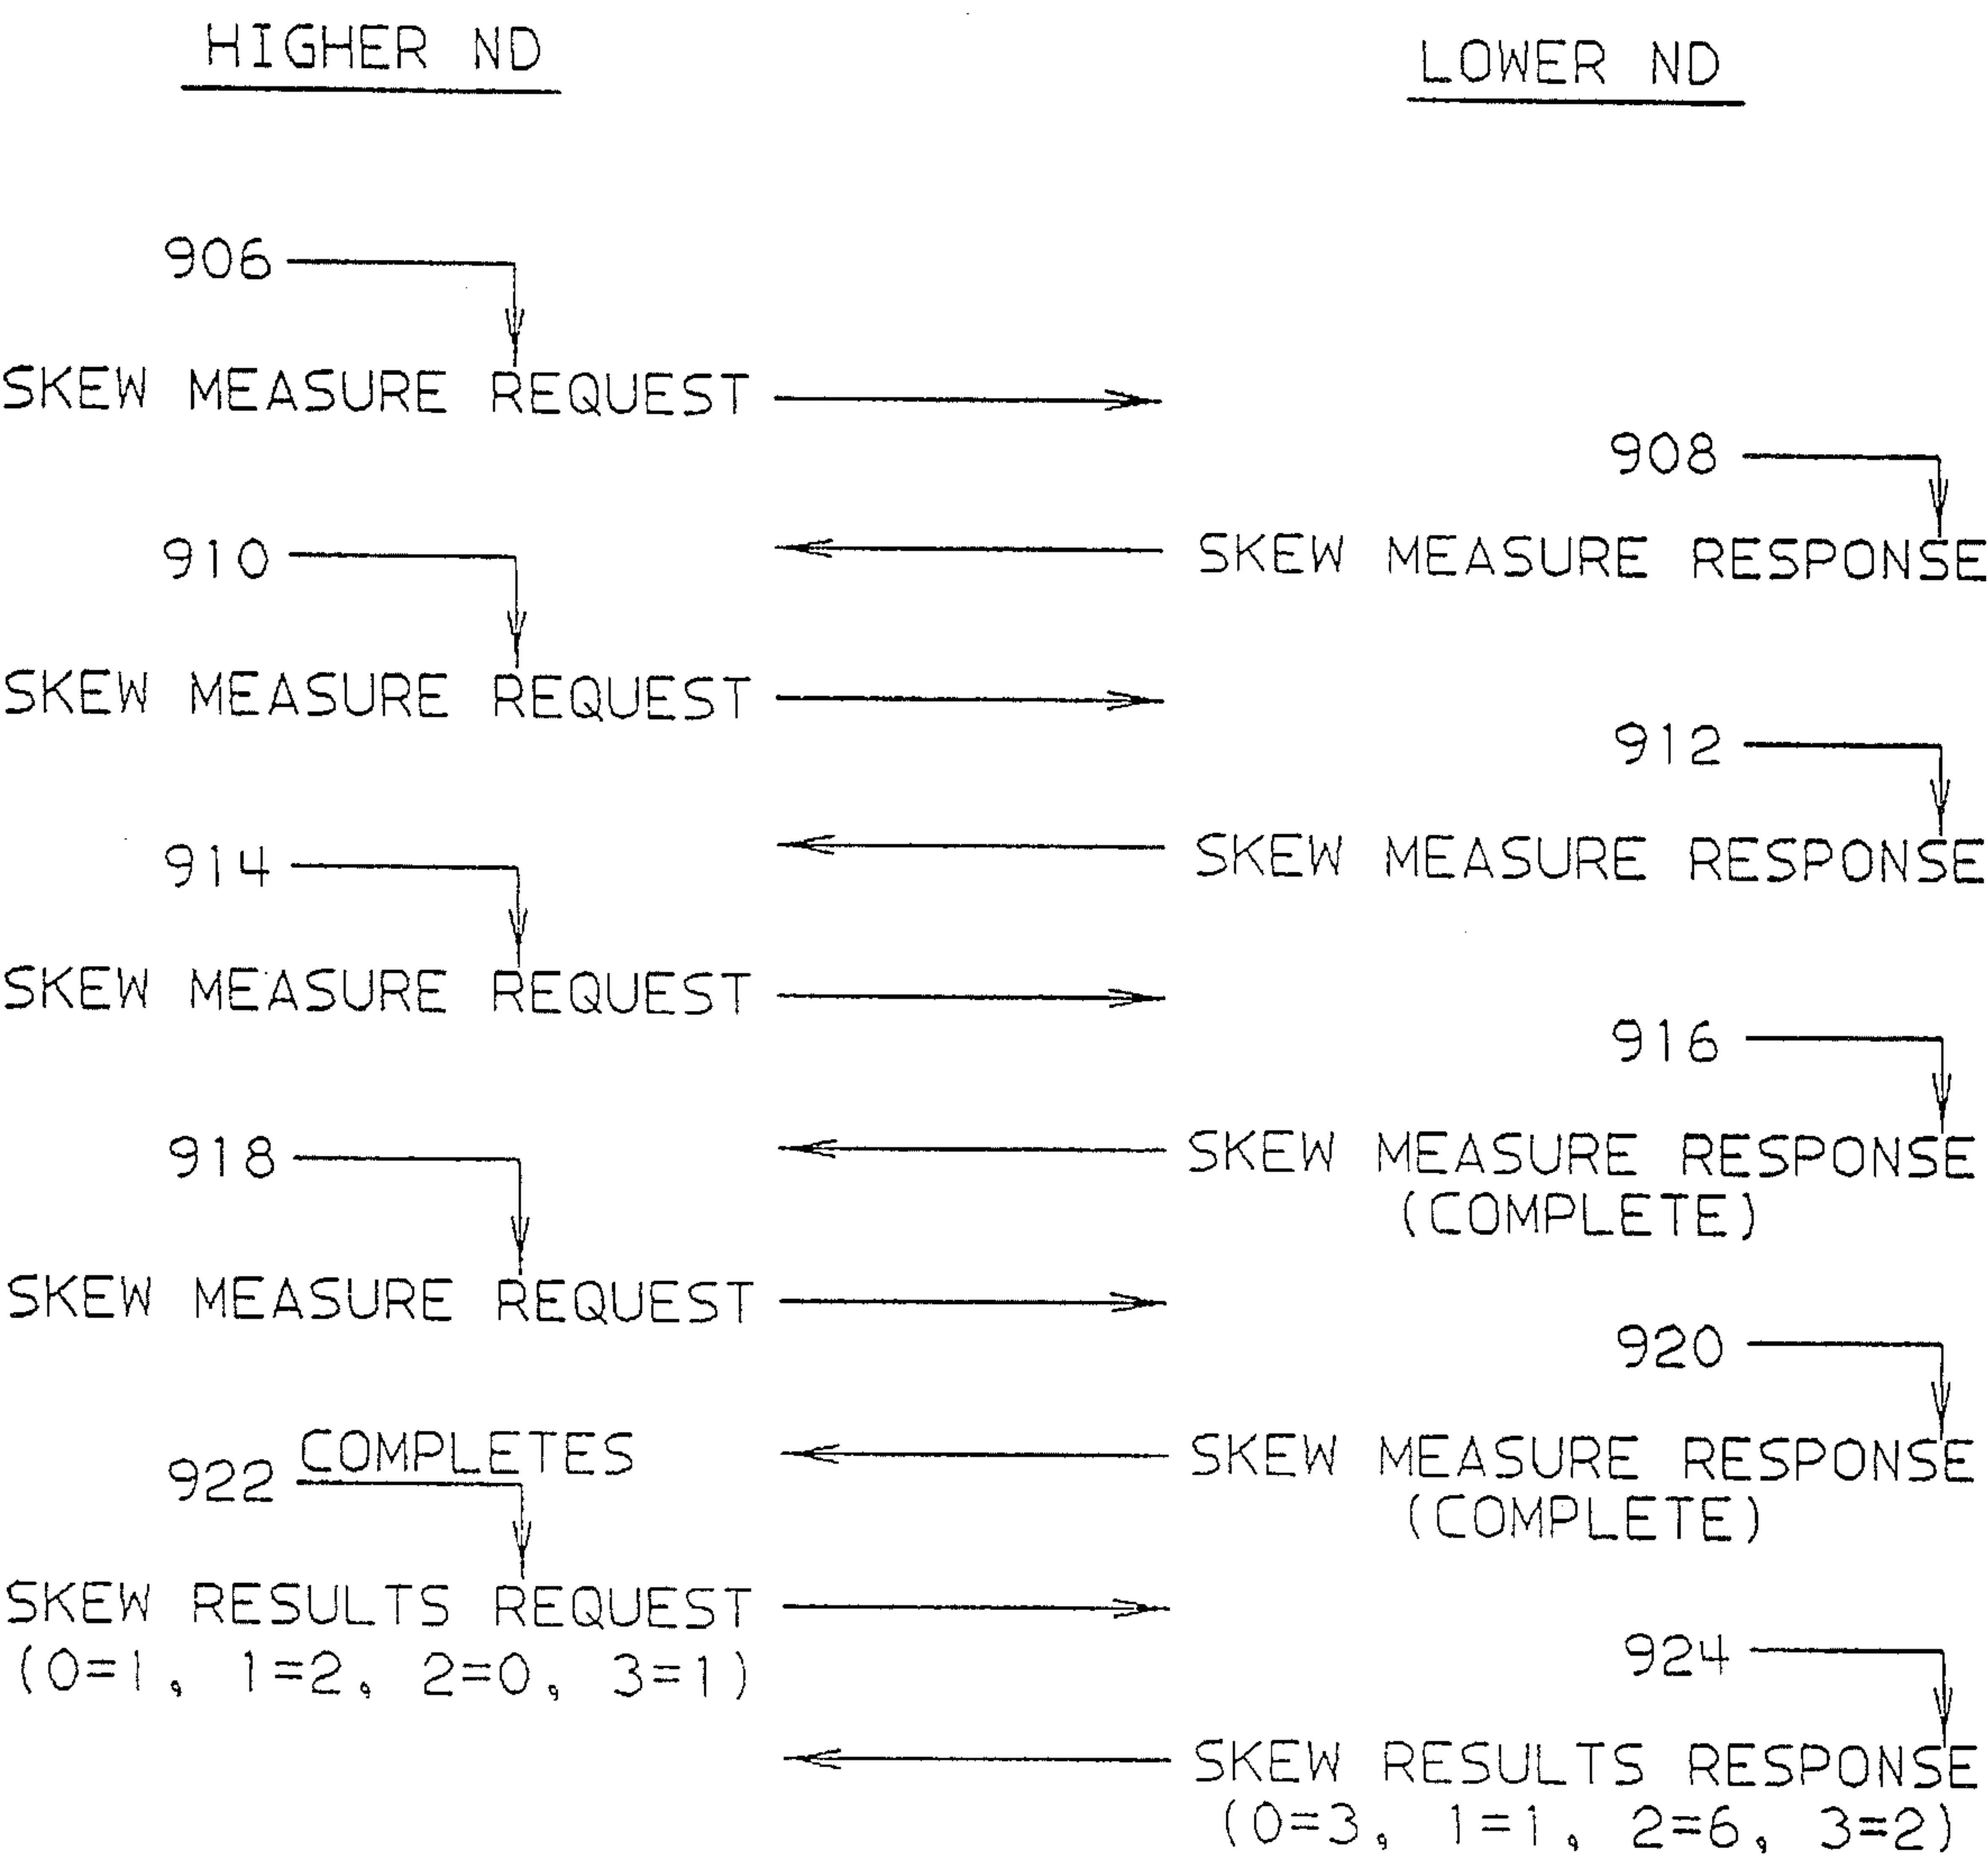 HIGHER ND
LOWER ND
906
SKEW MEASURE REQUEST
908
SKEW MEASURE RESPONSE
910
SKEW MEASURE REQUEST
912
SKEW MEASURE RESPONSE
914
SKEW MEASURE REQUEST
916
SKEW MEASURE RESPONSE
(COMPLETE)
918
SKEW MEASURE REQUEST
920
SKEW MEASURE RESPONSE
(COMPLETE)
COMPLETES
922
SKEW RESULTS REQUEST
(0=1, 1=2, 2=0, 3=1)
924
SKEW RESULTS RESPONSE
(0=3, 1=1, 2=6, 3=2)